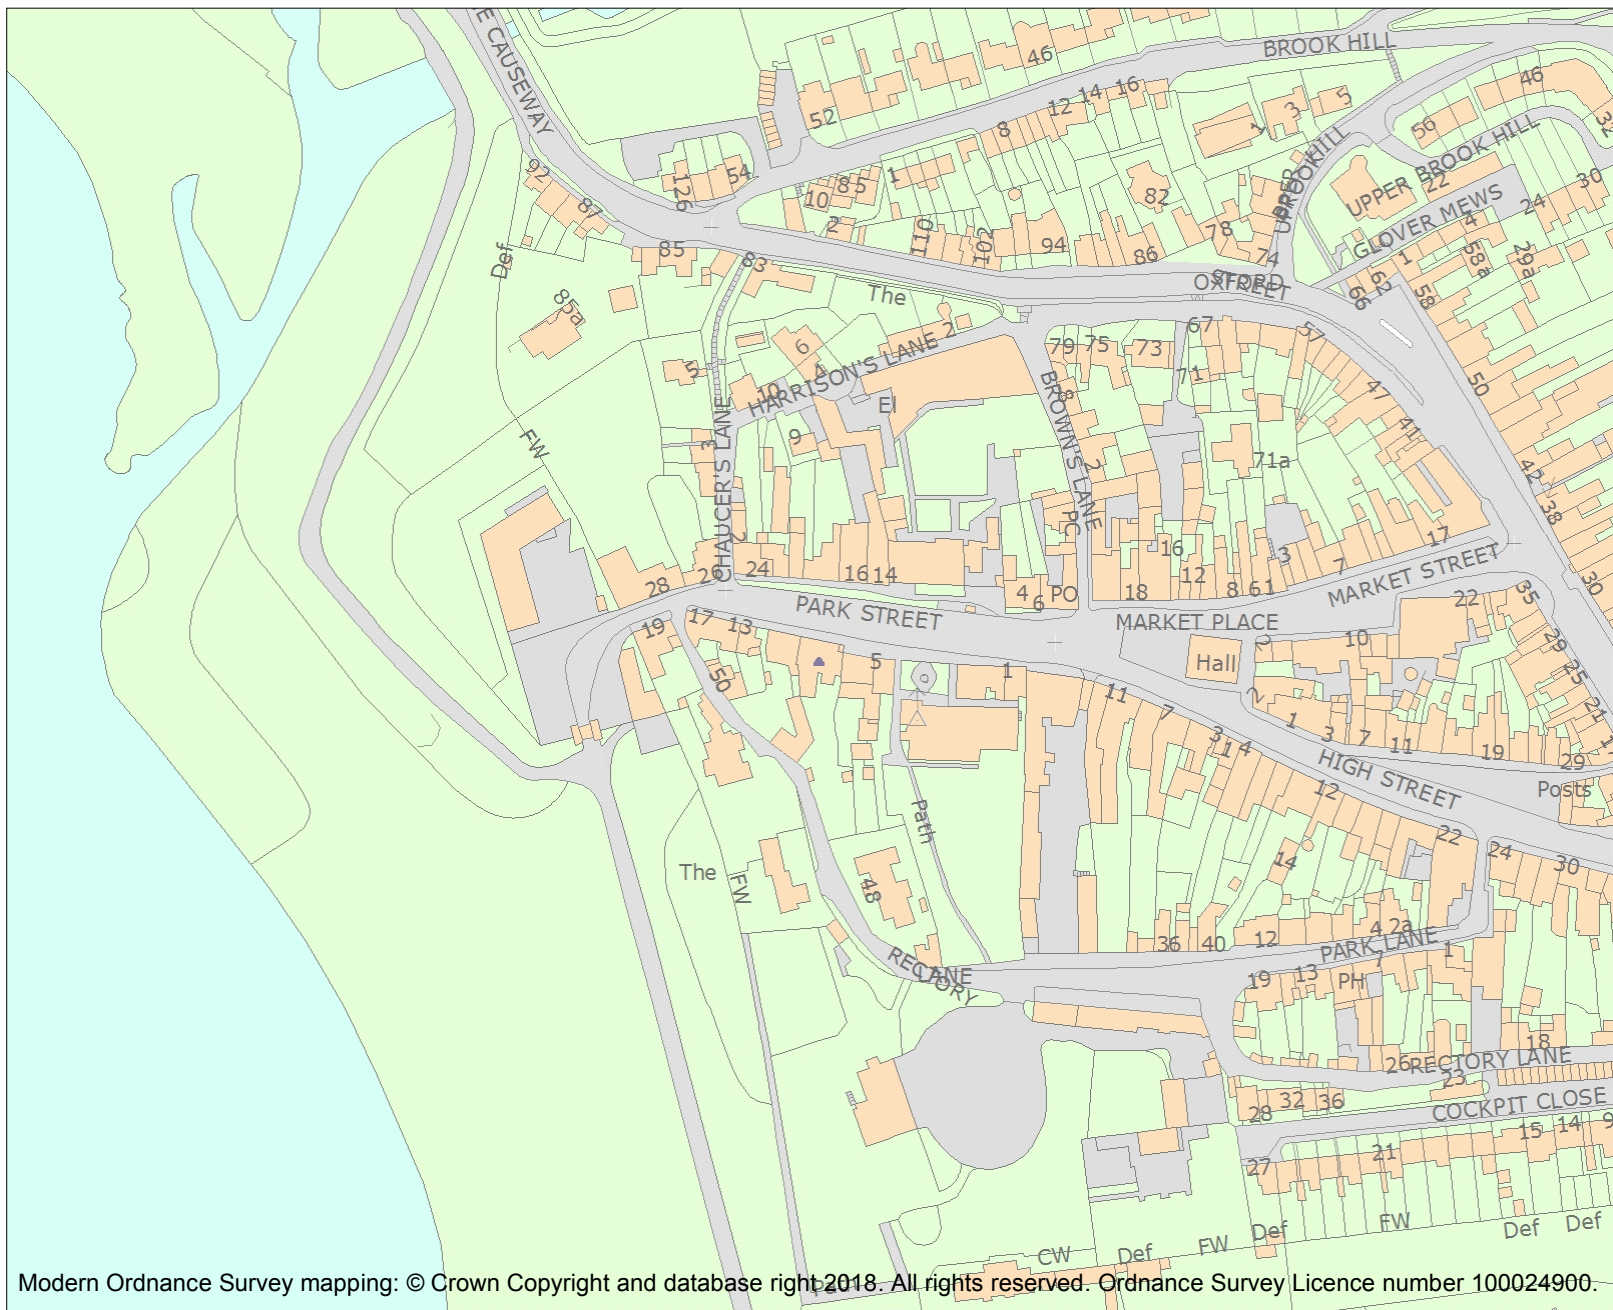 E CAUSEWAY
BROOK HILL
46
52
16
14
12
8
1
3
5
46
56
32
UPPER BROOK HILL
UPPER
BROOK HILL
22
GLOVER MEWS
24
30
92
87
126
54
10
8 5
1
2
110
102
94
82
86
78
74
4
1
58a
29a
62
66
58
Def
85
83
85a
The
OXFORD
STREET
67
57
79
75
73
71
47
41
50
42
38
30
5
6
4
10
HARRISON'S LANE
2
El
9
3
CHAUCER'S LANE
2
8
BROWN'S LANE
2
PC
71a
FW
28
26
24
16
14
4
6
PO
18
16
12
8
6
1
3
7
17
MARKET STREET
MARKET PLACE
PARK STREET
22
35
29
25
21
19
17
13
5
50
1
Hall
2
2
10
11
7
3
1
4
1
3
7
11
19
29
Posts
HIGH STREET
12
22
24
30
14
Path
The
FW
48
36
40
12
4
2a
PARK LANE
1
7
19
13
PH
RECTORY
LANE
18
26
RECTORY LANE
23
28
32
36
COCKPIT CLOSE
15
14
9
21
27
FW
Def
Def
Def
FW
Def
CW
Path
Modern Ordnance Survey mapping: © Crown Copyright and database right 2018. All rights reserved. Ordnance Survey Licence number 100024900.